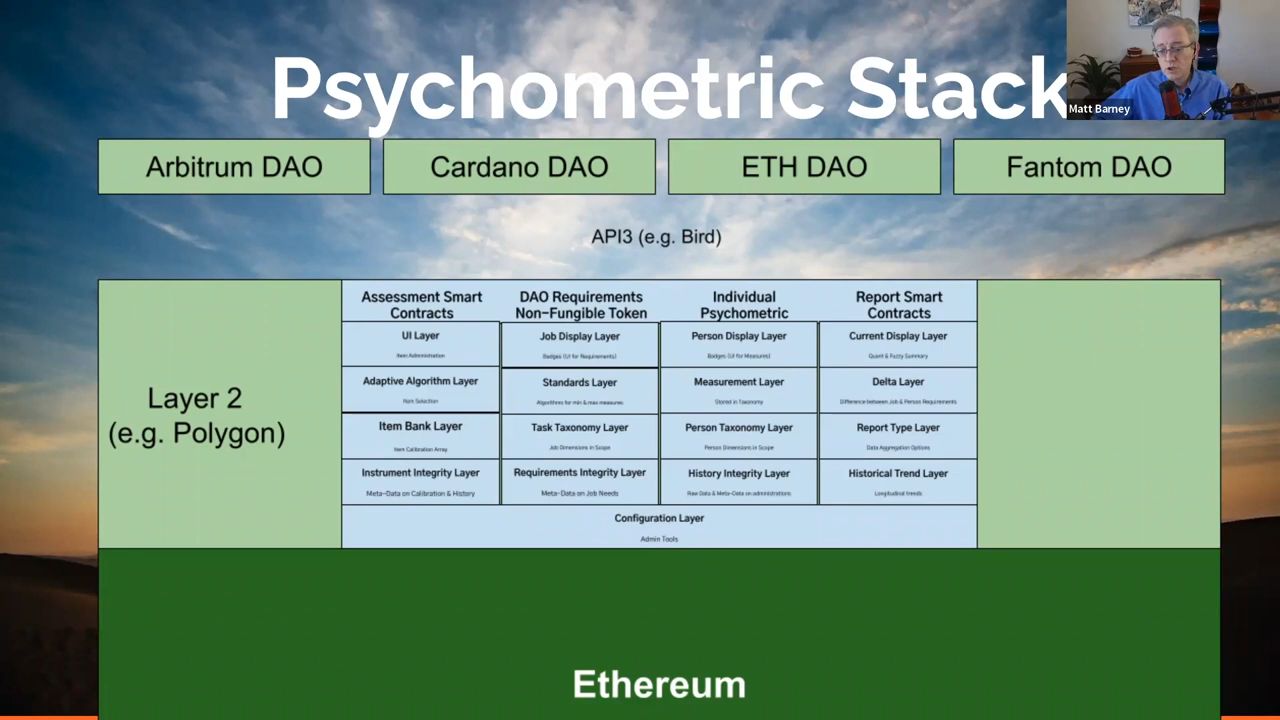 Psychometric Stack
Matt Barney
Arbitrum DAO
Cardano DAO
ETH DAO
Fantom DAO
API3 (e.g. Bird)
Layer 2
(e.g. Polygon)
Assessment Smart
Contracts
UI Layer
Item Administration
Adaptive Algorithm Layer
Item Selection
Item Bank Layer
Item Calibration Array
Instrument Integrity Layer
Meta-Data on Calibration & History
DAO Requirements
Non-Fungible Token
Job Display Layer
Badges (UI for Requirements)
Standards Layer
Algorithms for min & max measures
Task Taxonomy Layer
Job Dimensions in Scope
Requirements Integrity Layer
Meta-Data on Job Needs
Individual
Psychometric
Person Display Layer
Badges (UI for Measures)
Measurement Layer
Stored in Taxonomy
Person Taxonomy Layer
Person Dimensions in Scope
History Integrity Layer
Raw Data & Meta-Data on administrations
Report Smart
Contracts
Current Display Layer
Quant & Fuzzy Summary
Delta Layer
Difference between Job & Person Requirements
Report Type Layer
Data Aggregation Options
Historical Trend Layer
Longitudinal trends
Configuration Layer
Admin Tools
Ethereum